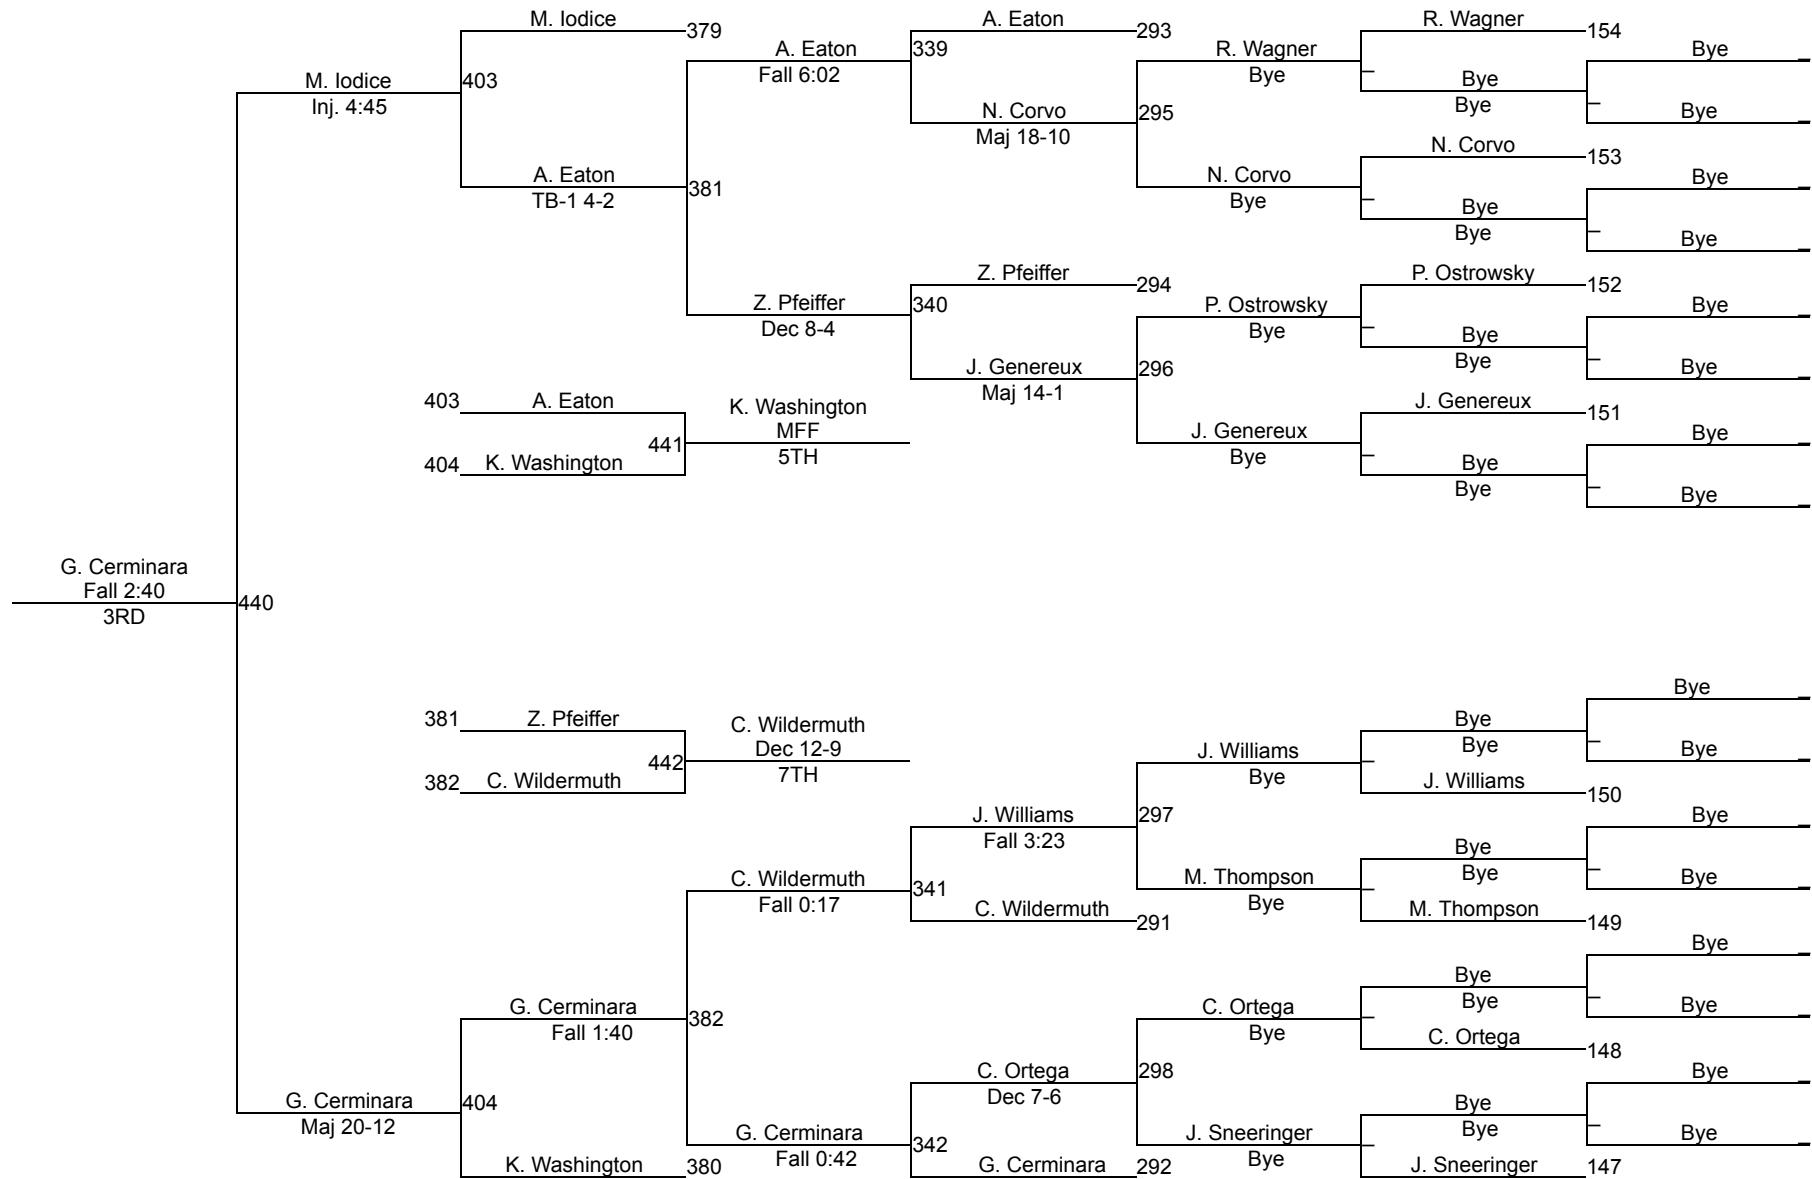 M. Iodice
379
A. Eaton
293
R. Wagner
154
A. Eaton
Fall 6:02
339
R. Wagner
Bye
Bye
M. Iodice
Inj. 4:45
403
Bye
Bye
N. Corvo
Maj 18-10
295
Bye
N. Corvo
153
A. Eaton
TB-1 4-2
381
N. Corvo
Bye
Bye
Bye
Bye
Bye
Z. Pfeiffer
294
P. Ostrowsky
152
Z. Pfeiffer
Dec 8-4
340
P. Ostrowsky
Bye
Bye
Bye
Bye
J. Genereux
Maj 14-1
296
Bye
403
A. Eaton
K. Washington
MFF
5TH
441
404
K. Washington
J. Genereux
151
J. Genereux
Bye
Bye
Bye
Bye
Bye
G. Cerminara
Fall 2:40
3RD
440
Bye
381
Z. Pfeiffer
C. Wildermuth
Dec 12-9
7TH
442
382
C. Wildermuth
Bye
Bye
Bye
J. Williams
Bye
J. Williams
150
J. Williams
Fall 3:23
297
Bye
Bye
Bye
C. Wildermuth
Fall 0:17
341
M. Thompson
Bye
Bye
C. Wildermuth
291
M. Thompson
149
Bye
Bye
Bye
G. Cerminara
Fall 1:40
382
C. Ortega
Bye
Bye
C. Ortega
148
C. Ortega
Dec 7-6
298
Bye
G. Cerminara
Maj 20-12
404
Bye
Bye
G. Cerminara
Fall 0:42
342
J. Sneeringer
Bye
Bye
K. Washington
380
G. Cerminara
292
J. Sneeringer
147